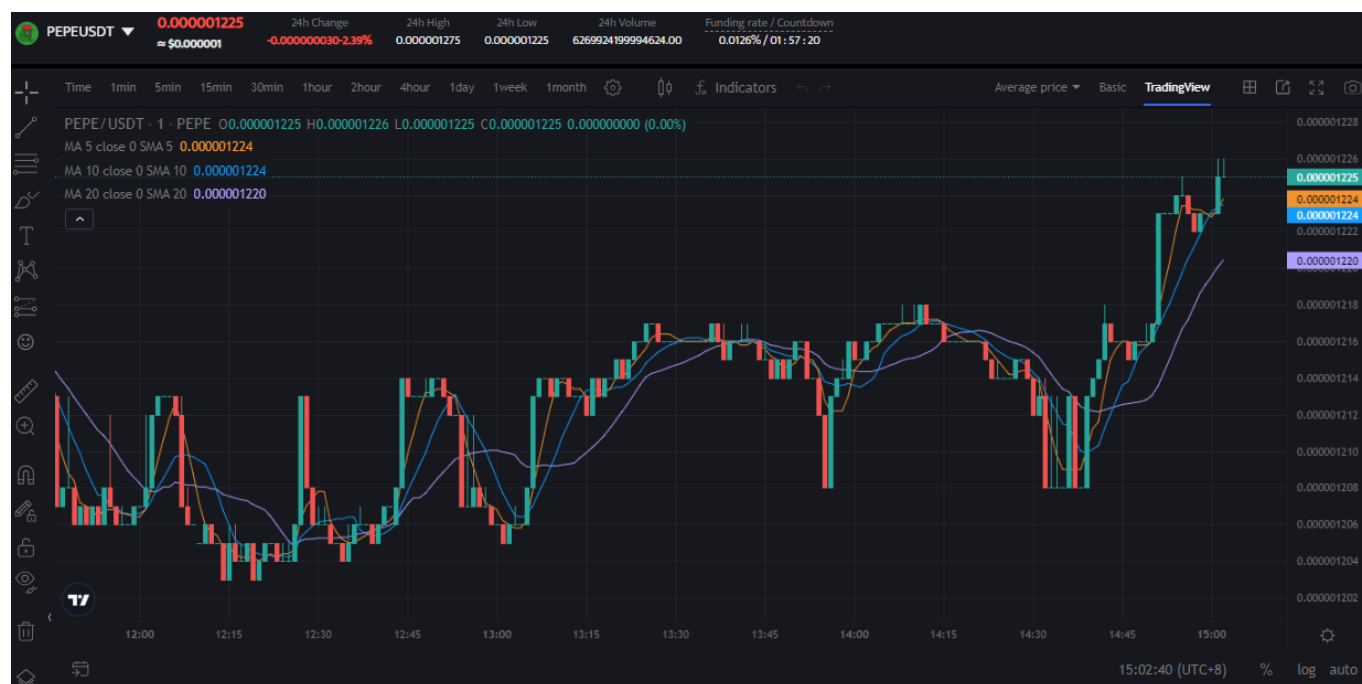 PEPEUSDT
0.000001225
≈ $0.000001
24h Change
-0.000000030-2.39%
24h High
0.000001275
24h Low
0.000001225
24h Volume
6269924199994624.00
Funding rate / Countdown
0.0126% / 01 : 57 : 20
Time 1min 5min 15min 30min 1hour 2hour 4hour 1day 1week 1month Indicators Average price Basic TradingView
PEPE/USDT · 1 · PEPE O0.000001225 H0.000001226 L0.000001225 C0.000001225 0.000000000 (0.00%)
MA 5 close 0 SMA 5 0.000001224
MA 10 close 0 SMA 10 0.000001224
MA 20 close 0 SMA 20 0.000001220
0.000001228
0.000001226
0.000001225
0.000001224
0.000001224
0.000001222
0.000001220
0.000001218
0.000001216
0.000001214
0.000001212
0.000001210
0.000001208
0.000001206
0.000001204
0.000001202
12:00 12:15 12:30 12:45 13:00 13:15 13:30 13:45 14:00 14:15 14:30 14:45 15:00
15:02:40 (UTC+8) % log auto